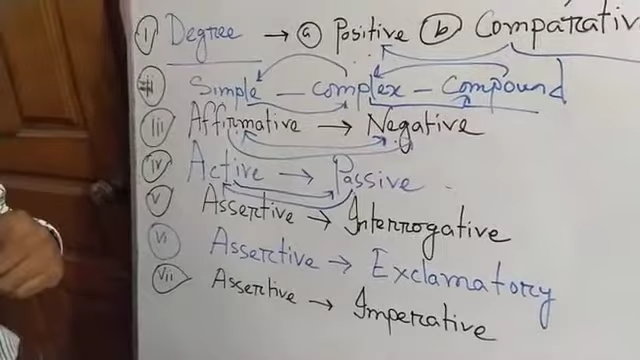 i Degree → a Positive b Comparativ
ii Simple - complex - Compound
iii Affirmative → Negative
iv Active → Passive
v Assertive → Interrogative
vi Assertive → Exclamatory
vii Assertive → Imperative